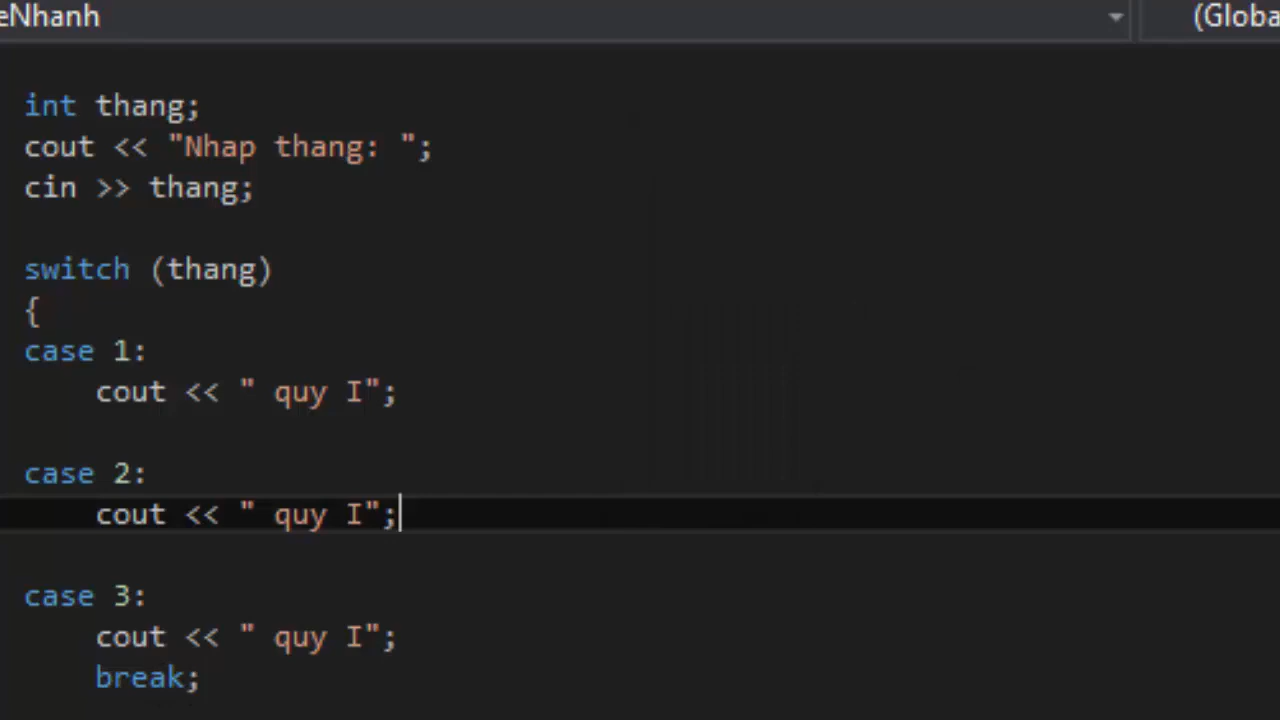 eNhanh
(Globa
int thang;
cout << "Nhap thang: ";
cin >> thang;
switch (thang)
{
case 1:
    cout << " quy I";
case 2:
    cout << " quy I";
case 3:
    cout << " quy I";
    break;